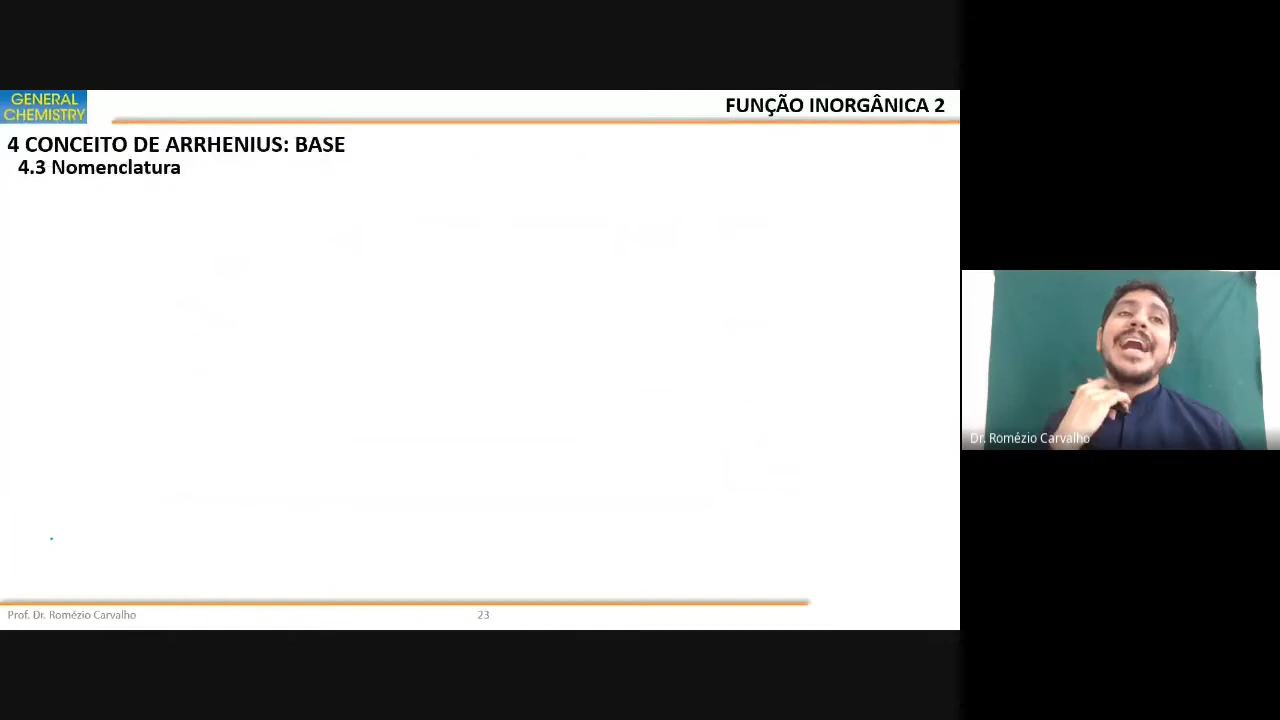 GENERAL
CHEMISTRY
FUNÇÃO INORGÂNICA 2
4 CONCEITO DE ARRHENIUS: BASE
4.3 Nomenclatura
Dr. Romézio Carvalho
Prof. Dr. Romézio Carvalho
23